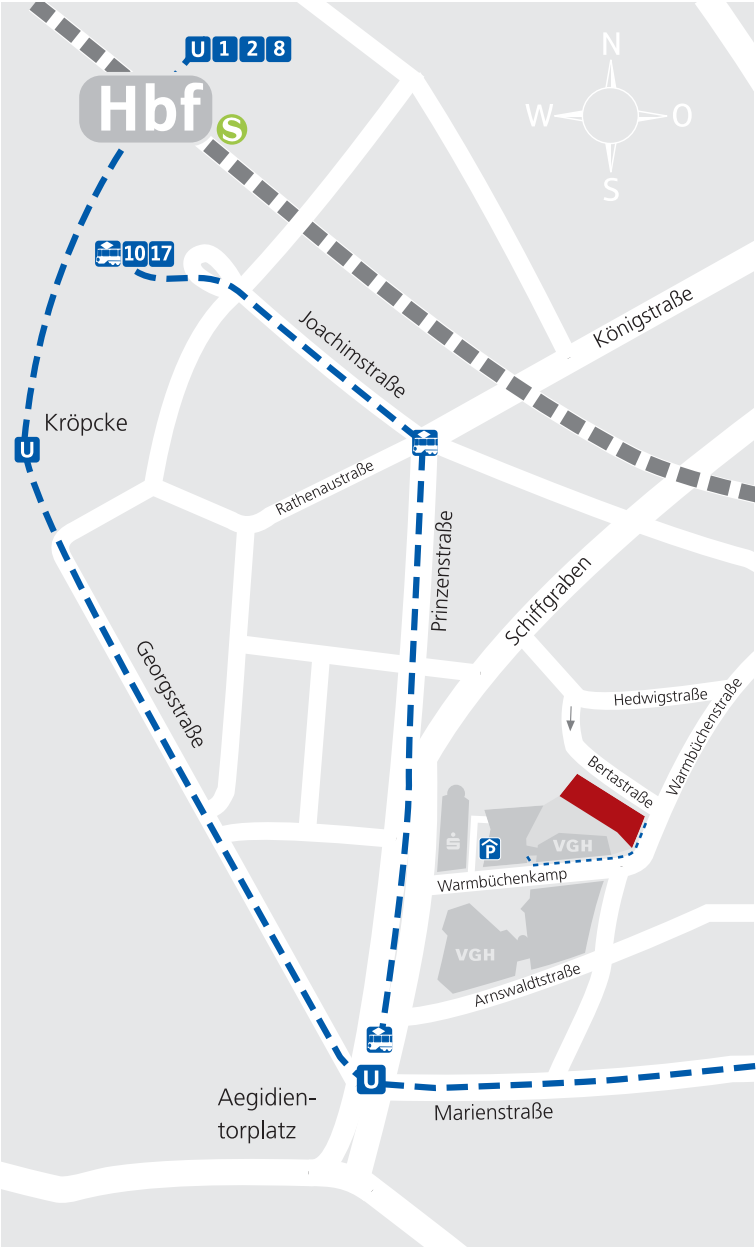 U 1 2 8
Hbf
S
N
W O
S
10 17
Königstraße
Joachimstraße
Kröpcke
U
Rathenaustraße
Prinzenstraße
Schiffgraben
Georgsstraße
Hedwigstraße
Warmbüchenstraße
Bertastraße
S
P
VGH
Warmbüchenkamp
VGH
Arnswaldtstraße
U
Aegidien-
torplatz
Marienstraße